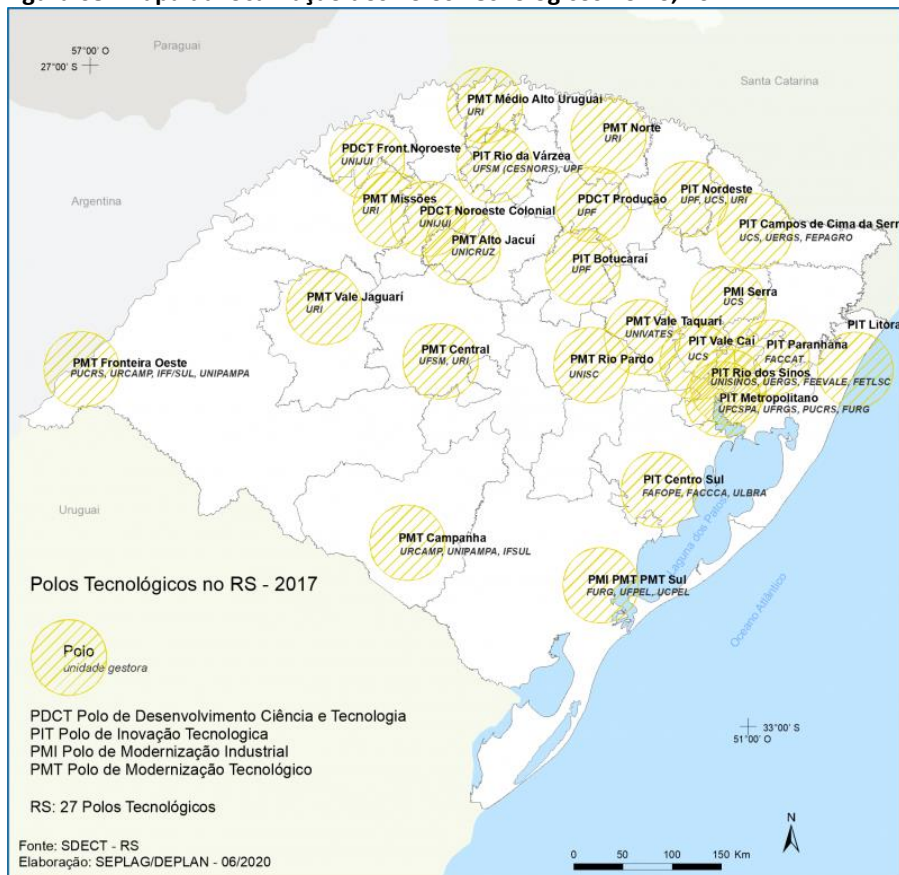 Paraguai
57°00' O
27°00' S
Santa Catarina
Argentina
PMT Médio Alto Uruguai
URI
PMT Norte
URI
PDCT Front.Noroeste
UNIJUI
PIT Rio da Várzea
UFSM (CESNORS), UPF
PMT Missões
URI
PDCT Noroeste Colonial
UNIJUI
PDCT Produção
UPF
PIT Nordeste
UPF, UCS, URI
PIT Campos de Cima da Serr
UCS, UERGS, FEPAGRO
PMT Alto Jacuí
UNICRUZ
PIT Botucaraí
UPF
PMT Vale Jaguarí
URI
PMI Serra
UCS
PMT Vale Taquarí
UNIVATES
PIT Litora
PIT Vale Caí
UCS
PIT Paranhana
FACCAT
PMT Fronteira Oeste
PUCRS, URCAMP, IFF/SUL, UNIPAMPA
PMT Central
UFSM, URI
PMT Rio Pardo
UNISC
PIT Rio dos Sinos
UNISINOS, UERGS, FEEVALE, FETLSC
PIT Metropolitano
UFCSPA, UFRGS, PUCRS, FURG
PIT Centro Sul
FAFOPE, FACCCA, ULBRA
Uruguai
Laguna dos Patos
PMT Campanha
URCAMP, UNIPAMPA, IFSUL
PMI PMT PMT Sul
FURG, UFPEL, UCPEL
Oceano Atlântico
Polos Tecnológicos no RS - 2017
Polo
unidade gestora
PDCT Polo de Desenvolvimento Ciência e Tecnologia
PIT Polo de Inovação Tecnologica
PMI Polo de Modernização Industrial
PMT Polo de Modernização Tecnológico
RS: 27 Polos Tecnológicos
33°00' S
51°00' O
Fonte: SDECT - RS
Elaboração: SEPLAG/DEPLAN - 06/2020
N
0 50 100 150 Km